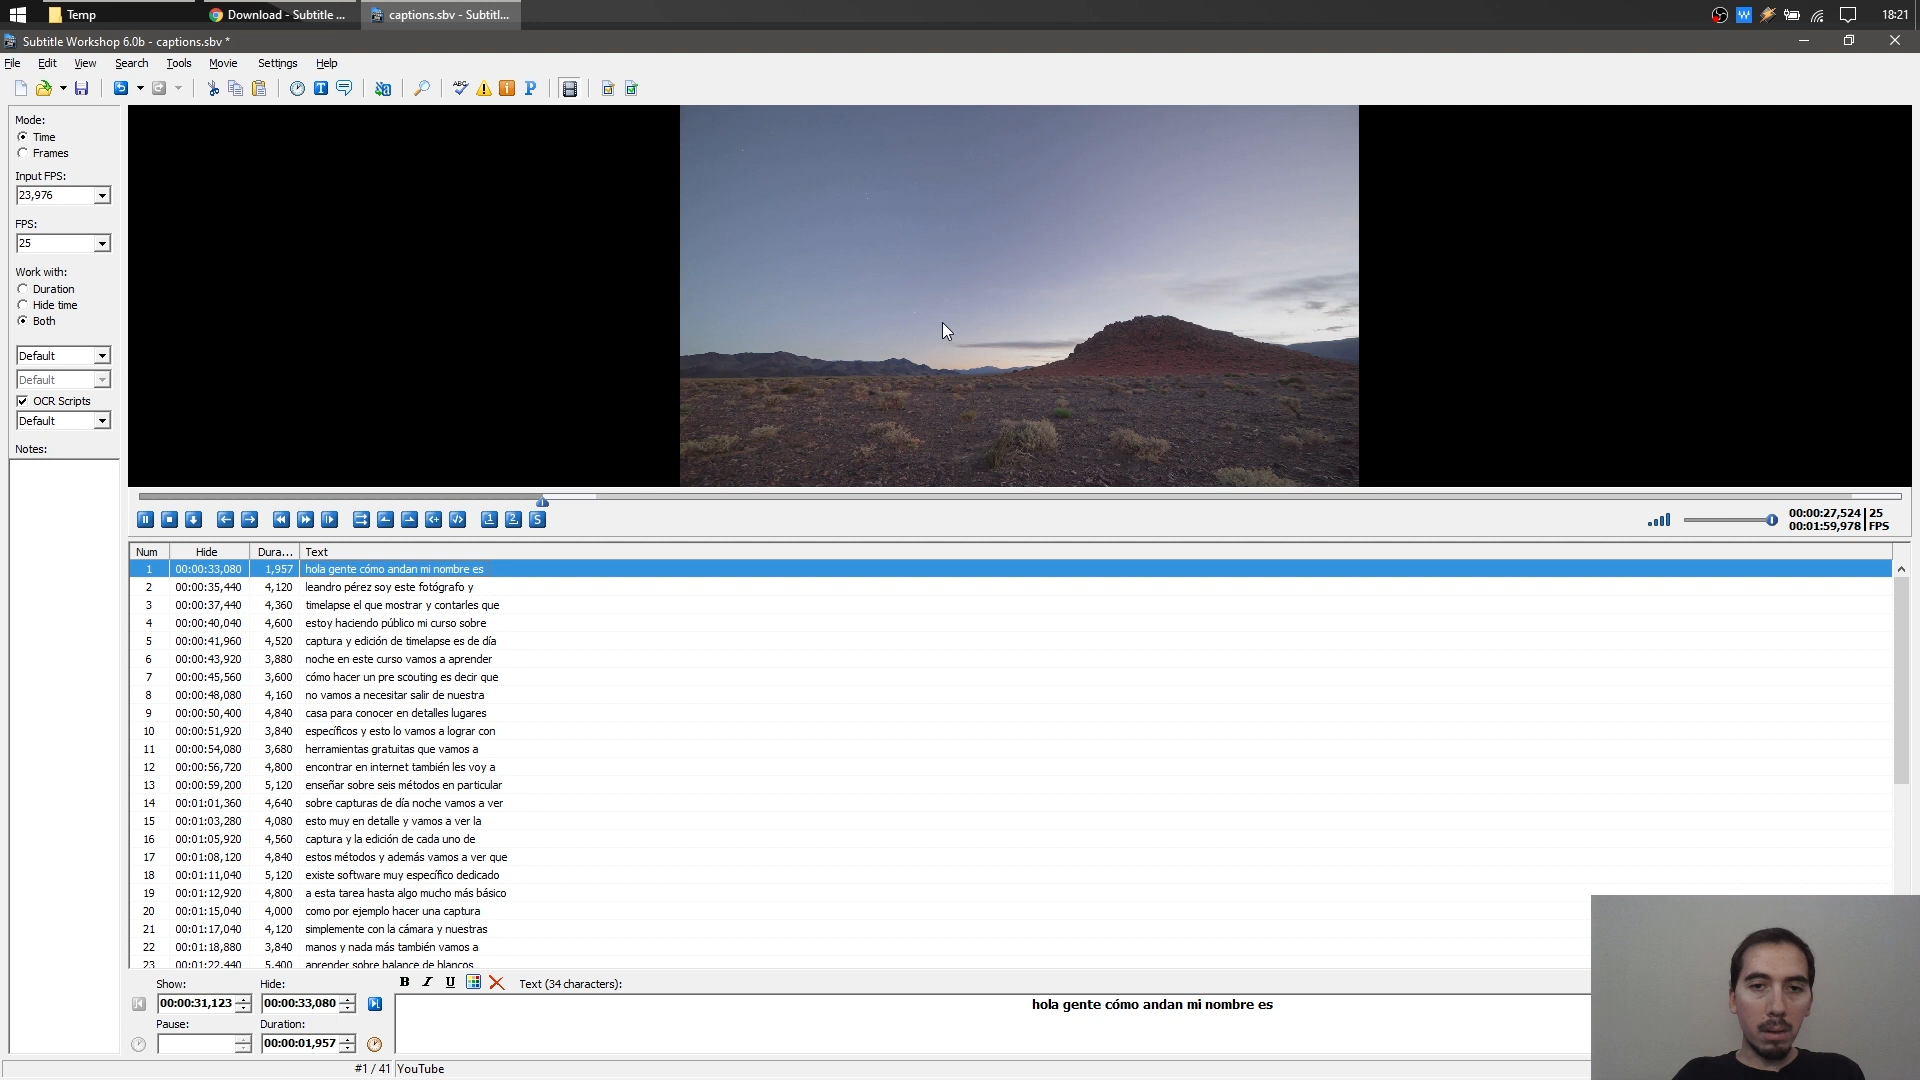 Temp
Download - Subtitle ...
captions.sbv - Subtitl...
18:21
Subtitle Workshop 6.0b - captions.sbv *
File Edit View Search Tools Movie Settings Help
Mode:
Time
Frames
Input FPS:
23,976
FPS:
25
Work with:
Duration
Hide time
Both
Default
Default
OCR Scripts
Default
Notes:
00:00:27,524 25
00:01:59,978 FPS
Num Hide Dura... Text
1 00:00:33,080 1,957 hola gente cómo andan mi nombre es
2 00:00:35,440 4,120 leandro pérez soy este fotógrafo y
3 00:00:37,440 4,360 timelapse el que mostrar y contarles que
4 00:00:40,040 4,600 estoy haciendo público mi curso sobre
5 00:00:41,960 4,520 captura y edición de timelapse es de día
6 00:00:43,920 3,880 noche en este curso vamos a aprender
7 00:00:45,560 3,600 cómo hacer un pre scouting es decir que
8 00:00:48,080 4,160 no vamos a necesitar salir de nuestra
9 00:00:50,400 4,840 casa para conocer en detalles lugares
10 00:00:51,920 3,840 específicos y esto lo vamos a lograr con
11 00:00:54,080 3,680 herramientas gratuitas que vamos a
12 00:00:56,720 4,800 encontrar en internet también les voy a
13 00:00:59,200 5,120 enseñar sobre seis métodos en particular
14 00:01:01,360 4,640 sobre capturas de día noche vamos a ver
15 00:01:03,280 4,080 esto muy en detalle y vamos a ver la
16 00:01:05,920 4,560 captura y la edición de cada uno de
17 00:01:08,120 4,840 estos métodos y además vamos a ver que
18 00:01:11,040 5,120 existe software muy específico dedicado
19 00:01:12,920 4,800 a esta tarea hasta algo mucho más básico
20 00:01:15,040 4,000 como por ejemplo hacer una captura
21 00:01:17,040 4,120 simplemente con la cámara y nuestras
22 00:01:18,880 3,840 manos y nada más también vamos a
23 00:01:22,440 5,400 aprender sobre balance de blancos
Show: Hide: B I U Text (34 characters):
00:00:31,123 00:00:33,080 hola gente cómo andan mi nombre es
Pause: Duration:
00:00:01,957
#1 / 41 YouTube